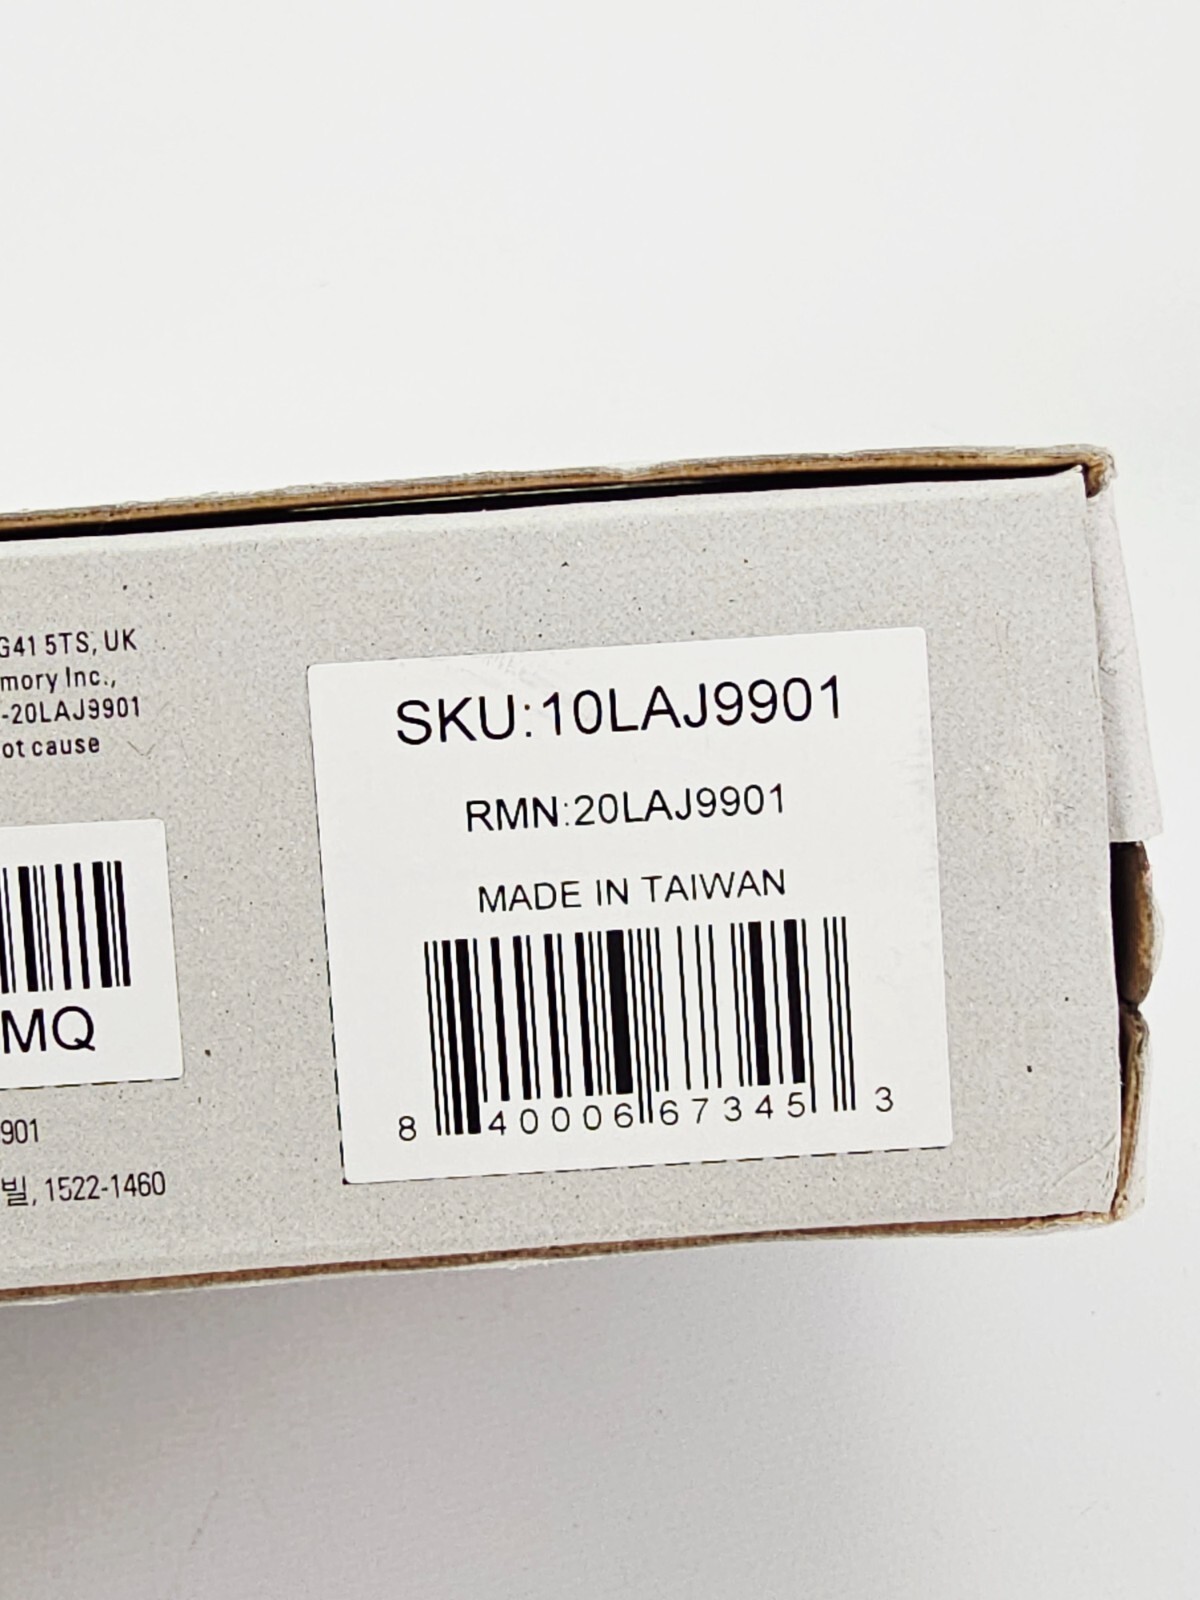 G41 5TS, UK
mory Inc.,
-20LAJ9901
ot cause
MQ
901
빌, 1522-1460
SKU:10LAJ9901
RMN:20LAJ9901
MADE IN TAIWAN
8 40006 67345 3